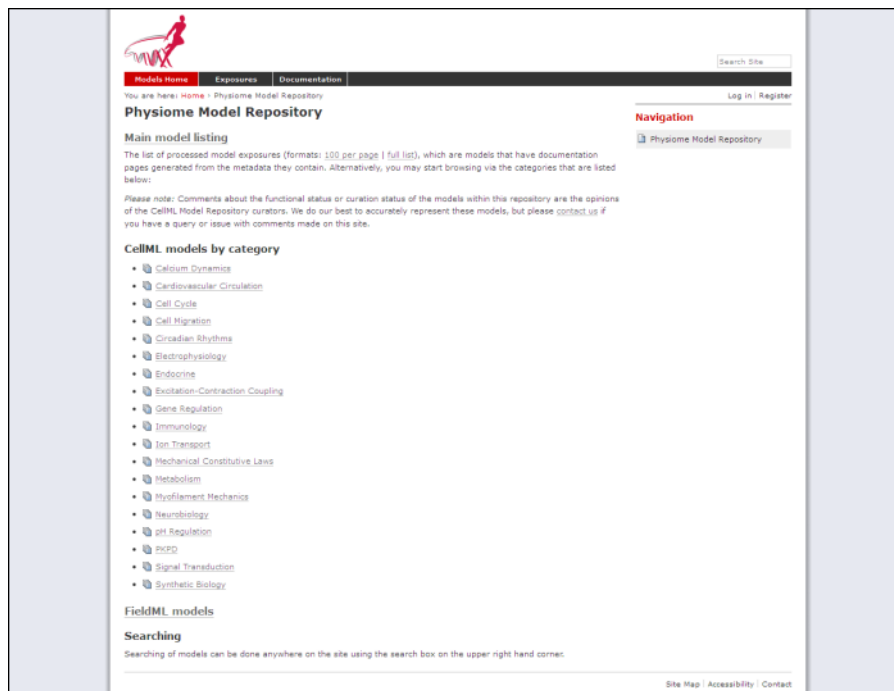 Search Site
Models Home Exposures Documentation
You are here: Home › Physiome Model Repository
Log in Register
Physiome Model Repository
Main model listing
The list of processed model exposures (formats: 100 per page | full list), which are models that have documentation
pages generated from the metadata they contain. Alternatively, you may start browsing via the categories that are listed
below:
Please note: Comments about the functional status or curation status of the models within this repository are the opinions
of the CellML Model Repository curators. We do our best to accurately represent these models, but please contact us if
you have a query or issue with comments made on this site.
CellML models by category
Calcium Dynamics
Cardiovascular Circulation
Cell Cycle
Cell Migration
Circadian Rhythms
Electrophysiology
Endocrine
Excitation-Contraction Coupling
Gene Regulation
Immunology
Ion Transport
Mechanical Constitutive Laws
Metabolism
Myofilament Mechanics
Neurobiology
pH Regulation
PKPD
Signal Transduction
Synthetic Biology
FieldML models
Searching
Searching of models can be done anywhere on the site using the search box on the upper right hand corner.
Navigation
Physiome Model Repository
Site Map Accessibility Contact